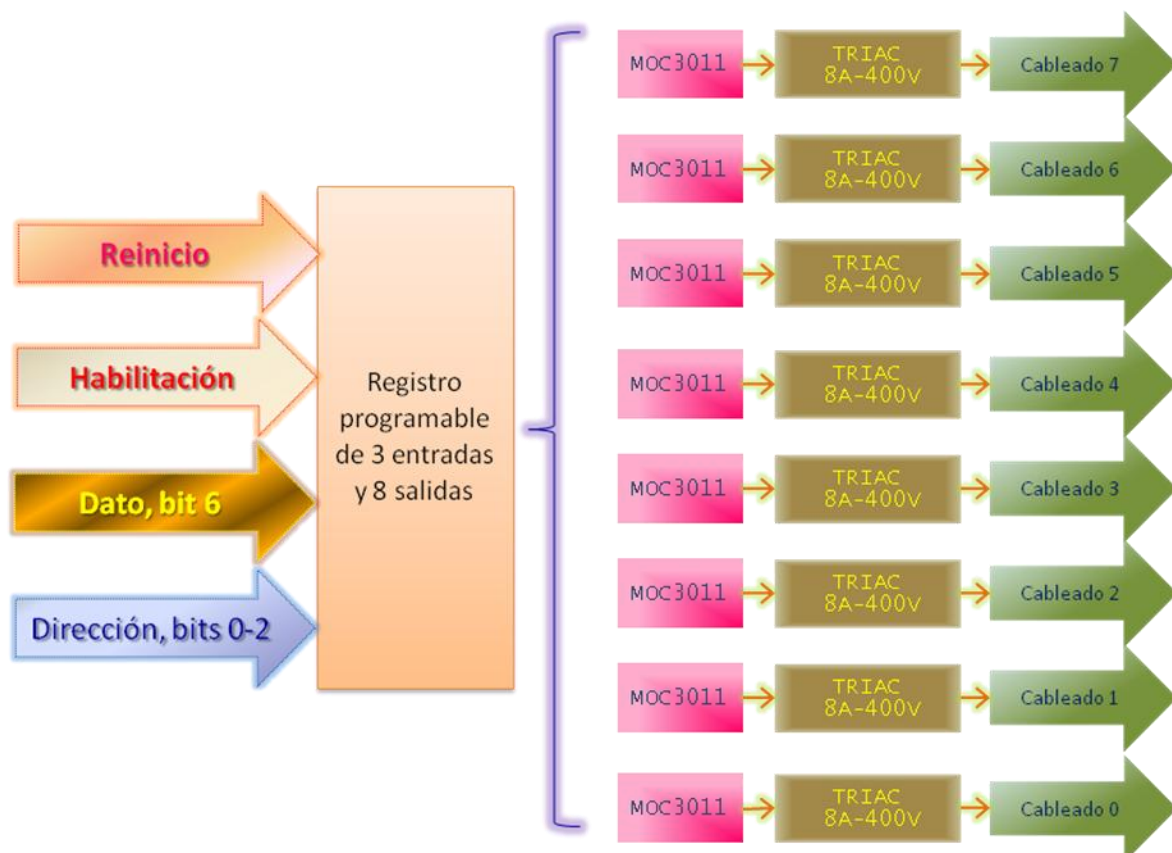 Reinicio
Habilitación
Dato, bit 6
Dirección, bits 0-2
Registro
programable
de 3 entradas
y 8 salidas
MOC3011
TRIAC
8A-400V
Cableado 7
MOC3011
TRIAC
8A-400V
Cableado 6
MOC3011
TRIAC
8A-400V
Cableado 5
MOC3011
TRIAC
8A-400V
Cableado 4
MOC3011
TRIAC
8A-400V
Cableado 3
MOC3011
TRIAC
8A-400V
Cableado 2
MOC3011
TRIAC
8A-400V
Cableado 1
MOC3011
TRIAC
8A-400V
Cableado 0